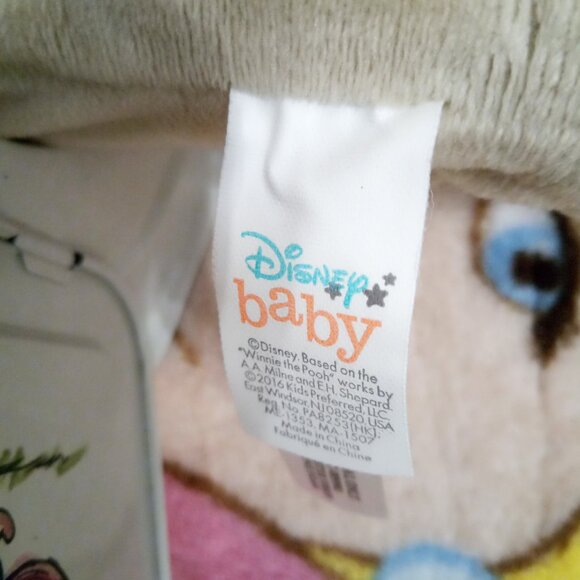 Disney
baby
©Disney. Based on the
"Winnie the Pooh" works by
A.A. Milne and E.H. Shepard.
©2016 Kids Preferred, LLC
East Windsor, NJ 08520, USA
Reg. No. PA8253(HK),
ME-1353, MA-1507
Made in China
Fabriqué en Chine